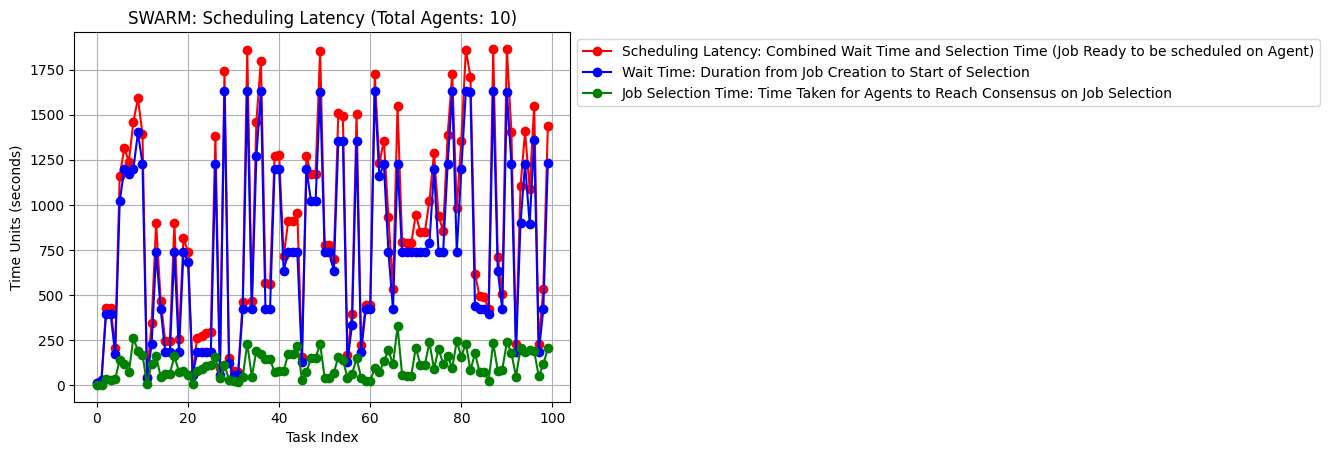 SWARM: Scheduling Latency (Total Agents: 10)
Scheduling Latency: Combined Wait Time and Selection Time (Job Ready to be scheduled on Agent)
Wait Time: Duration from Job Creation to Start of Selection
Job Selection Time: Time Taken for Agents to Reach Consensus on Job Selection
Time Units (seconds)
1750
1500
1250
1000
750
500
250
0
0 20 40 60 80 100
Task Index